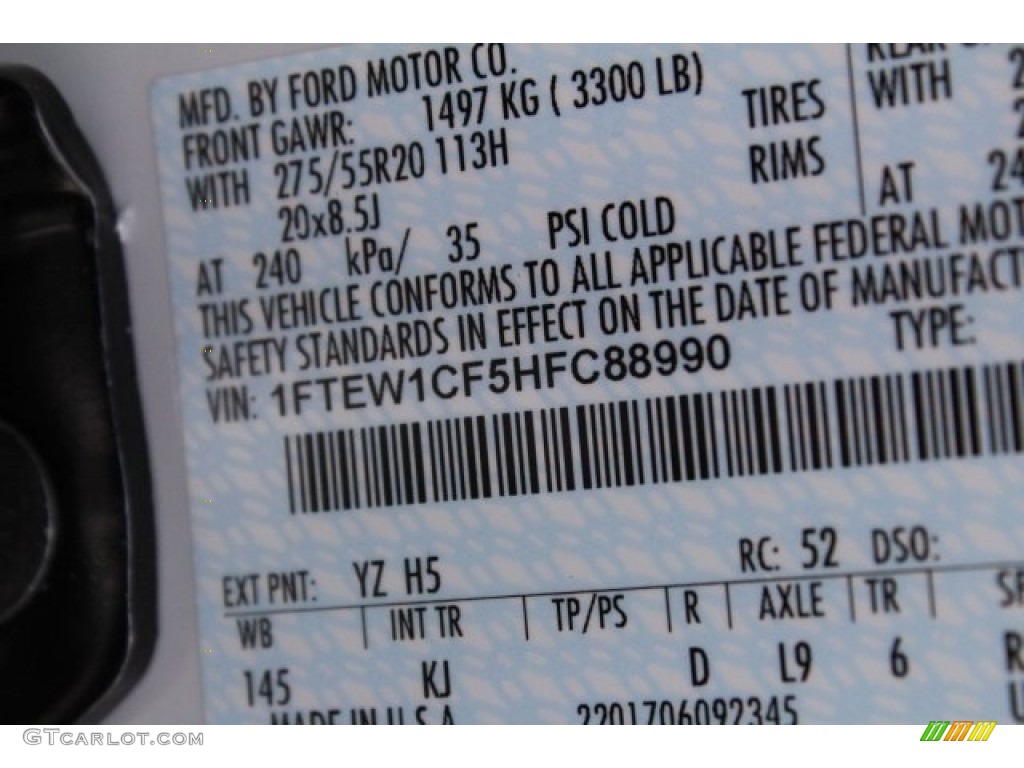 MFD. BY FORD MOTOR CO.
FRONT GAWR: 1497 KG ( 3300 LB)
WITH 275/55R20 113H TIRES WITH
20x8.5J RIMS
AT 240 kPa/ 35 PSI COLD AT 24
THIS VEHICLE CONFORMS TO ALL APPLICABLE FEDERAL MOT
SAFETY STANDARDS IN EFFECT ON THE DATE OF MANUFACT
VIN: 1FTEW1CF5HFC88990 TYPE:
EXT PNT: YZ H5 RC: 52 DSO:
WB INT TR TP/PS R AXLE TR
145 KJ D L9 6
MADE IN U.S.A. 2201706092345
GTcarlot.com